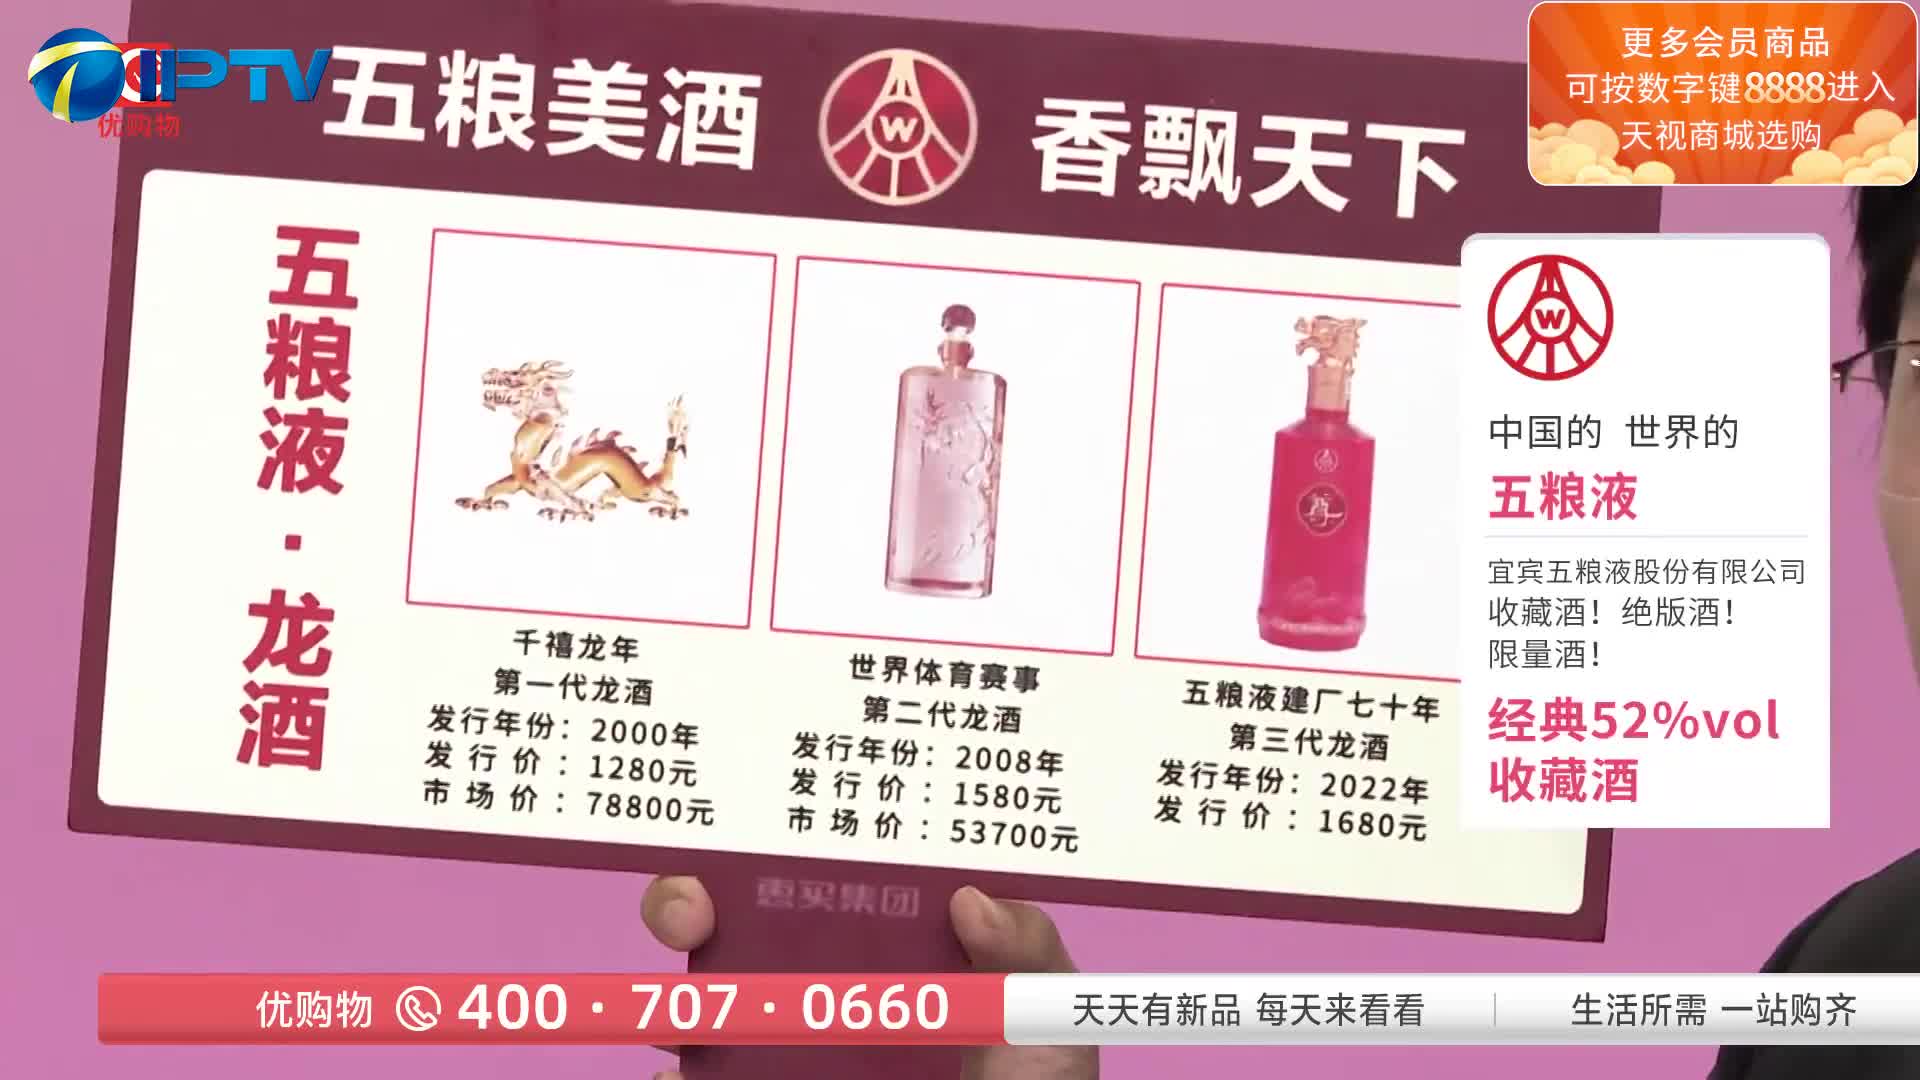 IPTV
优购物
五粮美酒
香飘天下
更多会员商品
可按数字键8888进入
天视商城选购
五粮液·龙酒
千禧龙年
第一代龙酒
发行年份：2000年
发行价：1280元
市场价：78800元
世界体育赛事
第二代龙酒
发行年份：2008年
发行价：1580元
市场价：53700元
尊
五粮液建厂七十年
第三代龙酒
发行年份：2022年
发行价：1680元
W
中国的 世界的
五粮液
宜宾五粮液股份有限公司
收藏酒！绝版酒！
限量酒！
经典52%vol
收藏酒
惠买集团
优购物 400·707·0660
天天有新品 每天来看看
生活所需 一站购齐